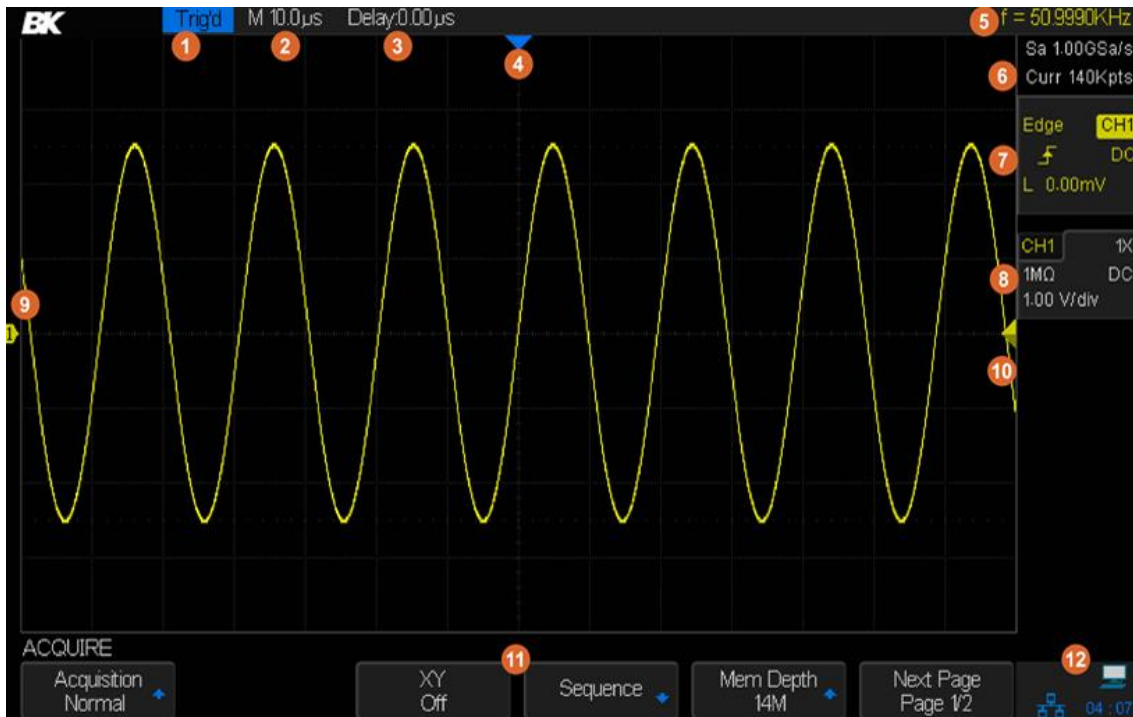 BK Trig'd M 10.0µs Delay:0.00µs f = 50.9990KHz
1 2 3 4 5
Sa 1.00GSa/s
6 Curr 140Kpts
Edge CH1
7 DC
L 0.00mV
CH1 1X
8 1MΩ DC
1.00 V/div
9
1
10
ACQUIRE
11 12
Acquisition
Normal
XY
Off
Sequence
Mem Depth
14M
Next Page
Page 1/2
04 : 07